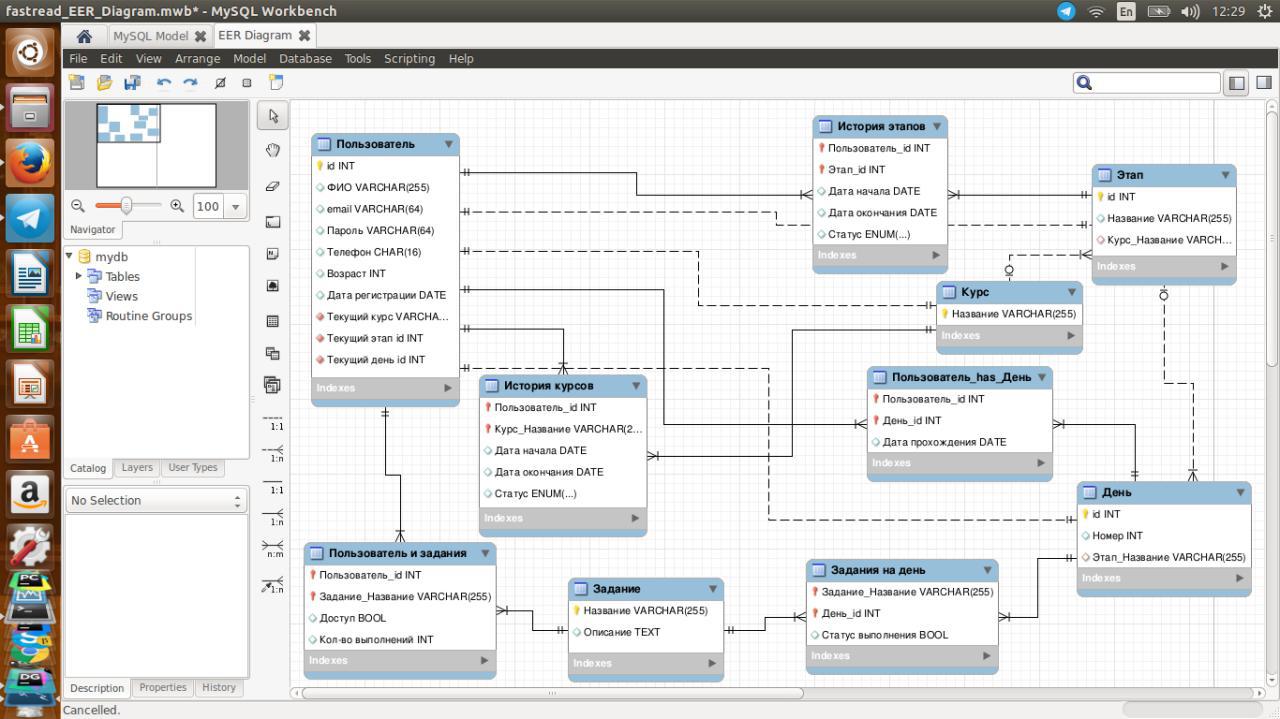 fastread_EER_Diagram.mwb* - MySQL Workbench
En
12:29
MySQL Model
EER Diagram
File Edit View Arrange Model Database Tools Scripting Help
100
Navigator
mydb
Tables
Views
Routine Groups
Catalog Layers User Types
No Selection
Description Properties History
Cancelled.
1:1
1:n
1:1
1:n
n:m
1:n
PC
DG
Пользователь
id INT
ФИО VARCHAR(255)
email VARCHAR(64)
Пароль VARCHAR(64)
Телефон CHAR(16)
Возраст INT
Дата регистрации DATE
Текущий курс VARCHA...
Текущий этап id INT
Текущий день id INT
Indexes
История этапов
Пользователь_id INT
Этап_id INT
Дата начала DATE
Дата окончания DATE
Статус ENUM(...)
Indexes
Этап
id INT
Название VARCHAR(255)
Курс_Название VARCH...
Indexes
Курс
Название VARCHAR(255)
Indexes
История курсов
Пользователь_id INT
Курс_Название VARCHAR(2...
Дата начала DATE
Дата окончания DATE
Статус ENUM(...)
Indexes
Пользователь_has_День
Пользователь_id INT
День_id INT
Дата прохождения DATE
Indexes
День
id INT
Номер INT
Этап_Название VARCHAR(255)
Indexes
Пользователь и задания
Пользователь_id INT
Задание_Название VARCHAR(255)
Доступ BOOL
Кол-во выполнений INT
Indexes
Задание
Название VARCHAR(255)
Описание TEXT
Indexes
Задания на день
Задание_Название VARCHAR(255)
День_id INT
Статус выполнения BOOL
Indexes